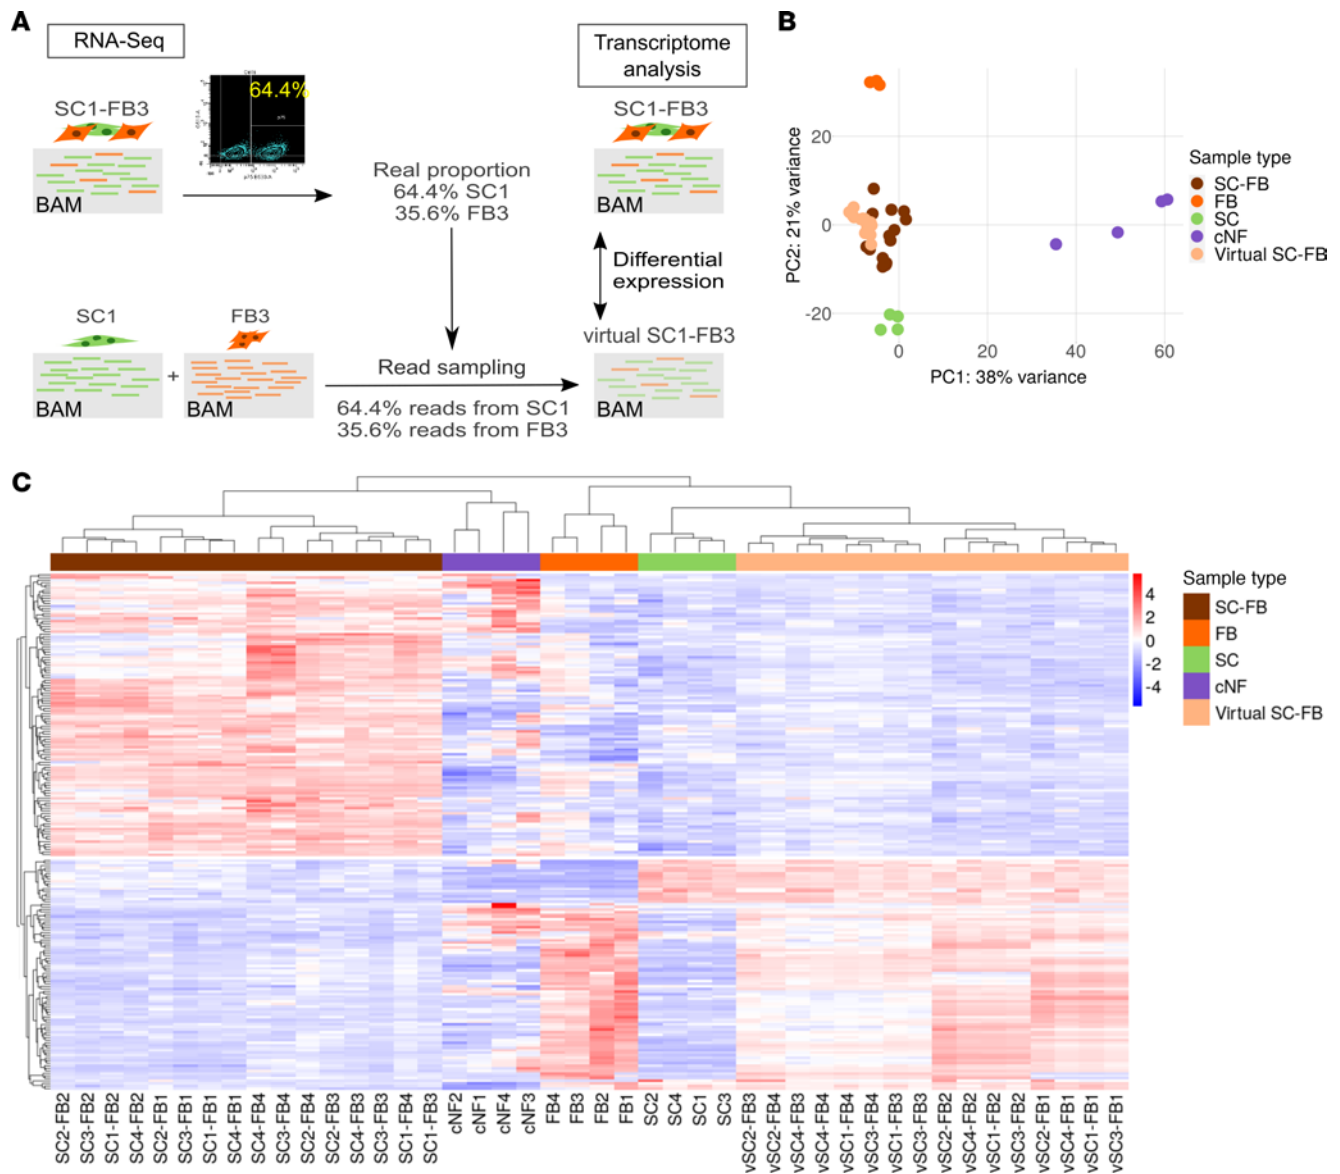 A
RNA-Seq
Transcriptome
analysis
SC1-FB3
64.4%
BAM
Real proportion
64.4% SC1
35.6% FB3
SC1-FB3
BAM
Differential
expression
SC1
FB3
BAM
+
BAM
Read sampling
64.4% reads from SC1
35.6% reads from FB3
virtual SC1-FB3
BAM
B
PC2: 21% variance
20
0
-20
0
20
40
60
PC1: 38% variance
Sample type
SC-FB
FB
SC
cNF
Virtual SC-FB
C
4
2
0
-2
-4
Sample type
SC-FB
FB
SC
cNF
Virtual SC-FB
SC2-FB2
SC3-FB2
SC1-FB2
SC4-FB2
SC2-FB1
SC3-FB1
SC1-FB1
SC4-FB1
SC4-FB4
SC3-FB4
SC2-FB4
SC2-FB3
SC4-FB3
SC3-FB3
SC1-FB4
SC1-FB3
cNF2
cNF1
cNF4
cNF3
FB4
FB3
FB2
FB1
SC2
SC4
SC1
SC3
vSC2-FB3
vSC2-FB4
vSC4-FB4
vSC4-FB3
vSC1-FB4
vSC3-FB4
vSC1-FB3
vSC3-FB3
vSC2-FB2
vSC4-FB2
vSC1-FB2
vSC3-FB2
vSC2-FB1
vSC4-FB1
vSC1-FB1
vSC3-FB1